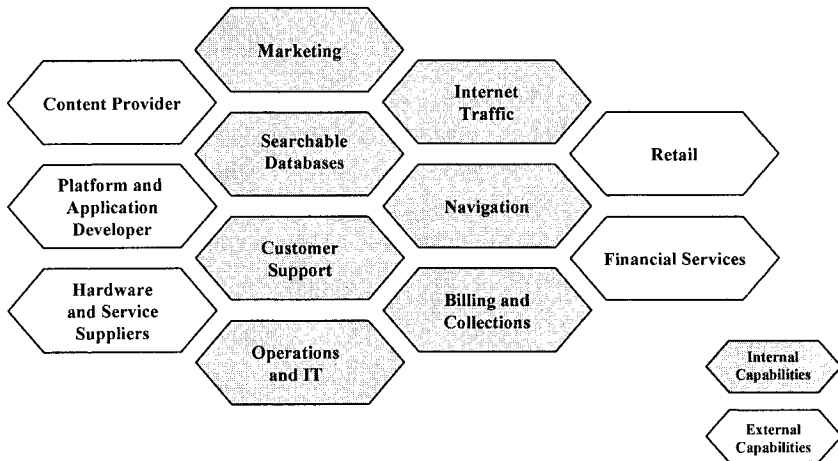 Marketing
Content Provider
Internet
Traffic
Searchable
Databases
Retail
Platform and
Application
Developer
Navigation
Customer
Support
Financial Services
Hardware
and Service
Suppliers
Billing and
Collections
Operations
and IT
Internal
Capabilities
External
Capabilities